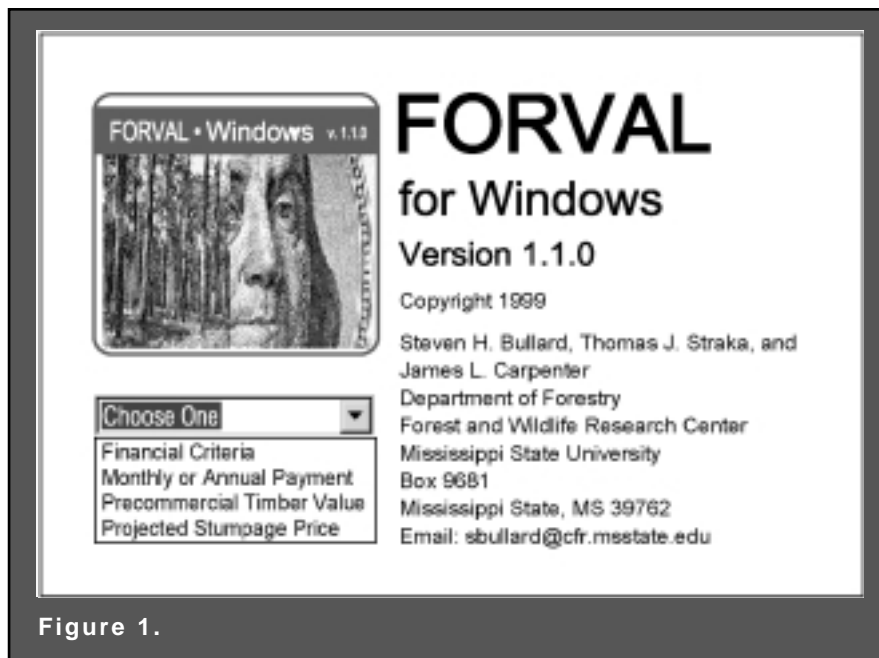 FORVAL • Windows v. 1.1.0
FORVAL
for Windows
Version 1.1.0
Copyright 1999
Steven H. Bullard, Thomas J. Straka, and
James L. Carpenter
Department of Forestry
Forest and Wildlife Research Center
Mississippi State University
Box 9681
Mississippi State, MS 39762
Email: sbullard@cfr.msstate.edu
Choose One
Financial Criteria
Monthly or Annual Payment
Precommercial Timber Value
Projected Stumpage Price
Figure 1.